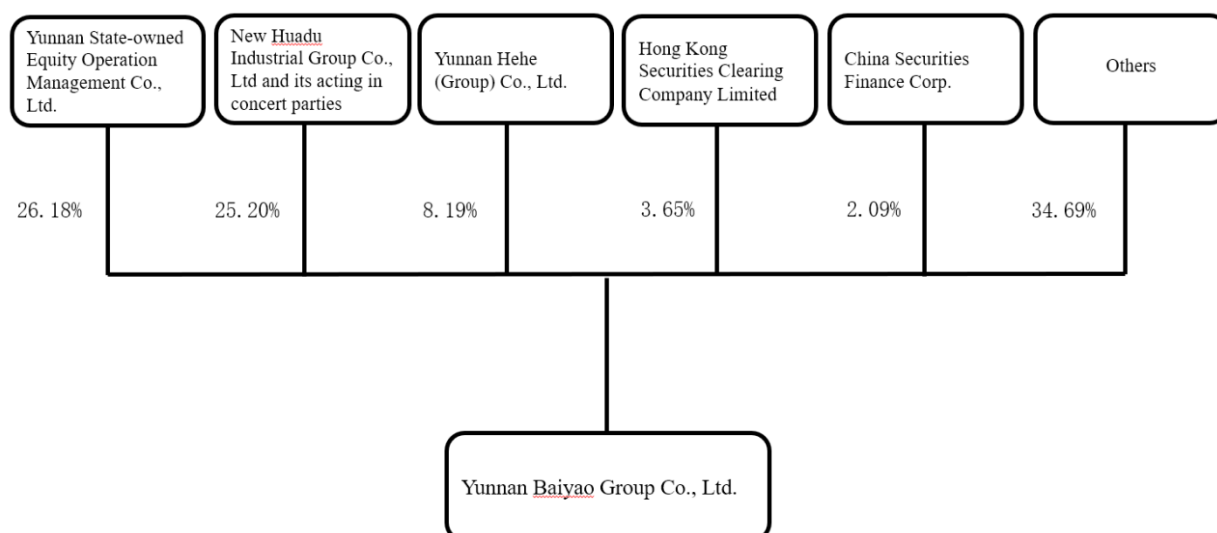 Yunnan State-owned
Equity Operation
Management Co.,
Ltd.
New Huadu
Industrial Group Co.,
Ltd and its acting in
concert parties
Yunnan Hehe
(Group) Co., Ltd.
Hong Kong
Securities Clearing
Company Limited
China Securities
Finance Corp.
Others
26.18%
25.20%
8.19%
3.65%
2.09%
34.69%
Yunnan Baiyao Group Co., Ltd.